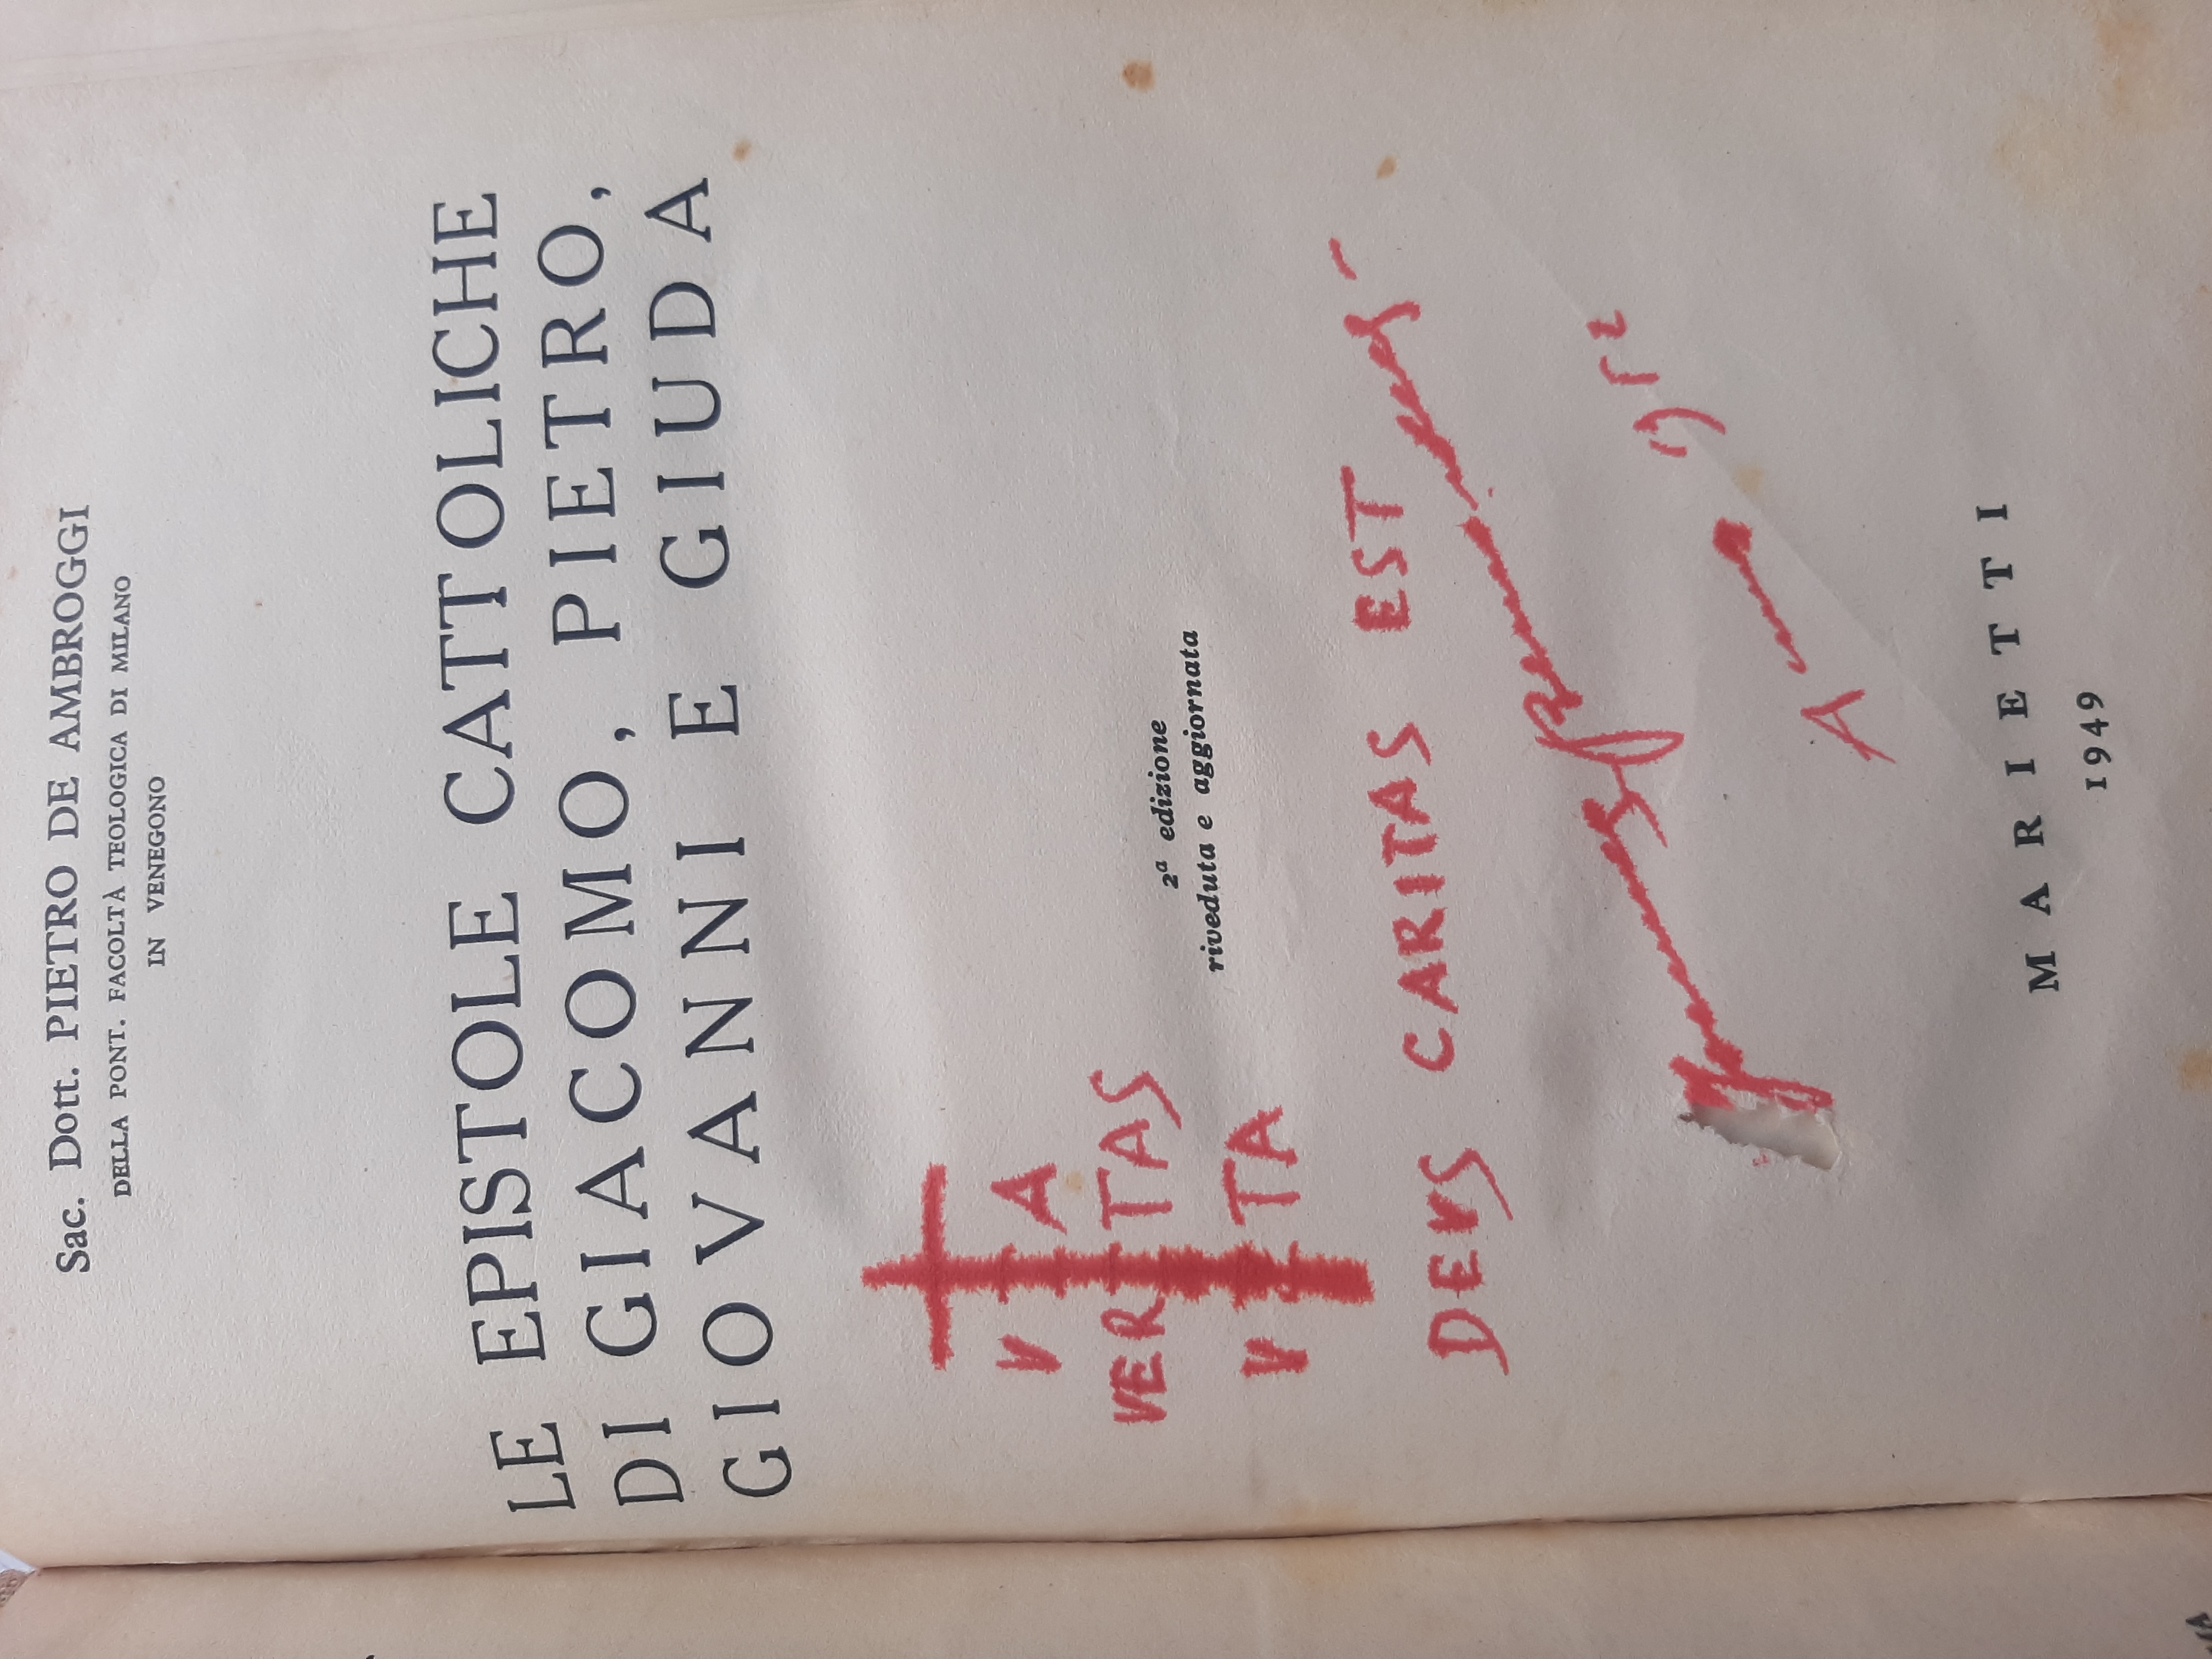 Sac. Dott. PIETRO DE AMBROGGI
DELLA PONT. FACOLTÀ TEOLOGICA DI MILANO
IN VENEGONO
LE EPISTOLE CATTOLICHE
DI GIACOMO, PIETRO,
GIOVANNI E GIUDA
VIA
VERITAS
VITA
2ª edizione
riveduta e aggiornata
DEVS CARITAS EST
MARIETTI
1949